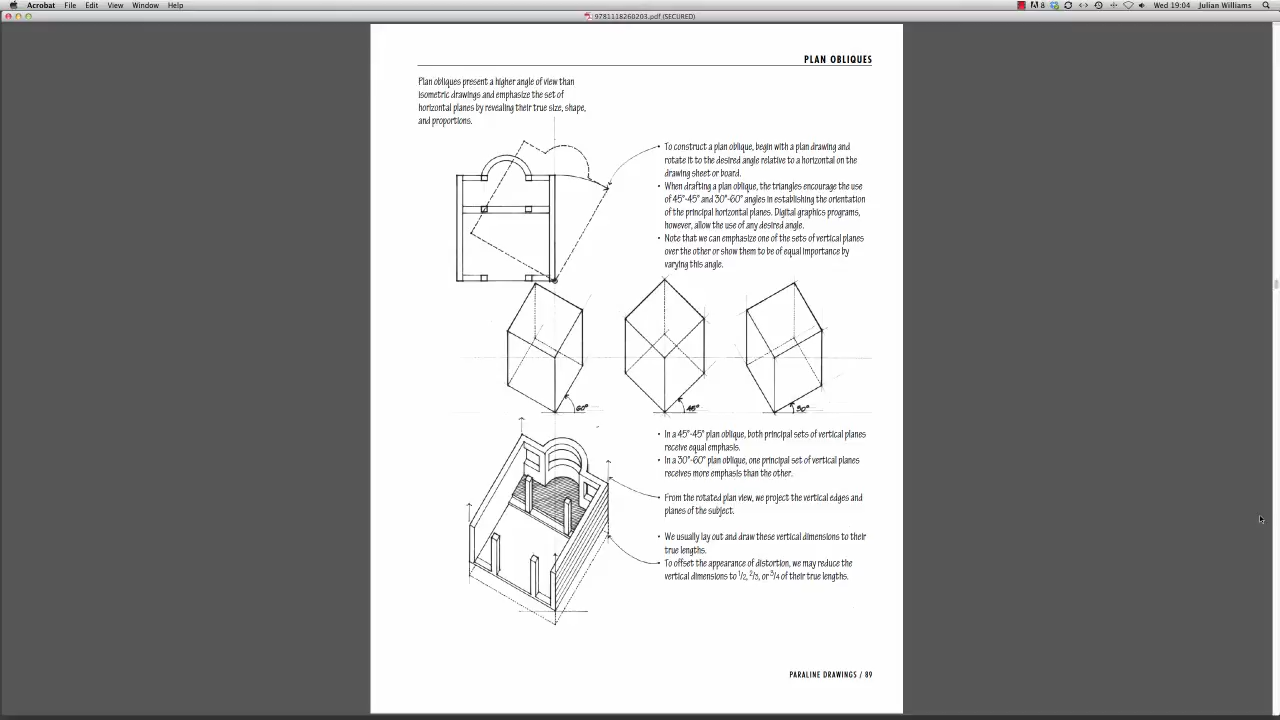 Acrobat File Edit View Window Help
8 Wed 19:04 Julian Williams
9781118260203.pdf (SECURED)
PLAN OBLIQUES
Plan obliques present a higher angle of view than
isometric drawings and emphasize the set of
horizontal planes by revealing their true size, shape,
and proportions.
• To construct a plan oblique, begin with a plan drawing and
rotate it to the desired angle relative to a horizontal on the
drawing sheet or board.
• When drafting a plan oblique, the triangles encourage the use
of 45°-45° and 30°-60° angles in establishing the orientation
of the principal horizontal planes. Digital graphics programs,
however, allow the use of any desired angle.
• Note that we can emphasize one of the sets of vertical planes
over the other or show them to be of equal importance by
varying this angle.
60° 45° 30°
• In a 45°-45° plan oblique, both principal sets of vertical planes
receive equal emphasis.
• In a 30°-60° plan oblique, one principal set of vertical planes
receives more emphasis than the other.
• From the rotated plan view, we project the vertical edges and
planes of the subject.
• We usually lay out and draw these vertical dimensions to their
true lengths.
• To offset the appearance of distortion, we may reduce the
vertical dimensions to 1/2, 2/3, or 3/4 of their true lengths.
PARALINE DRAWINGS / 89